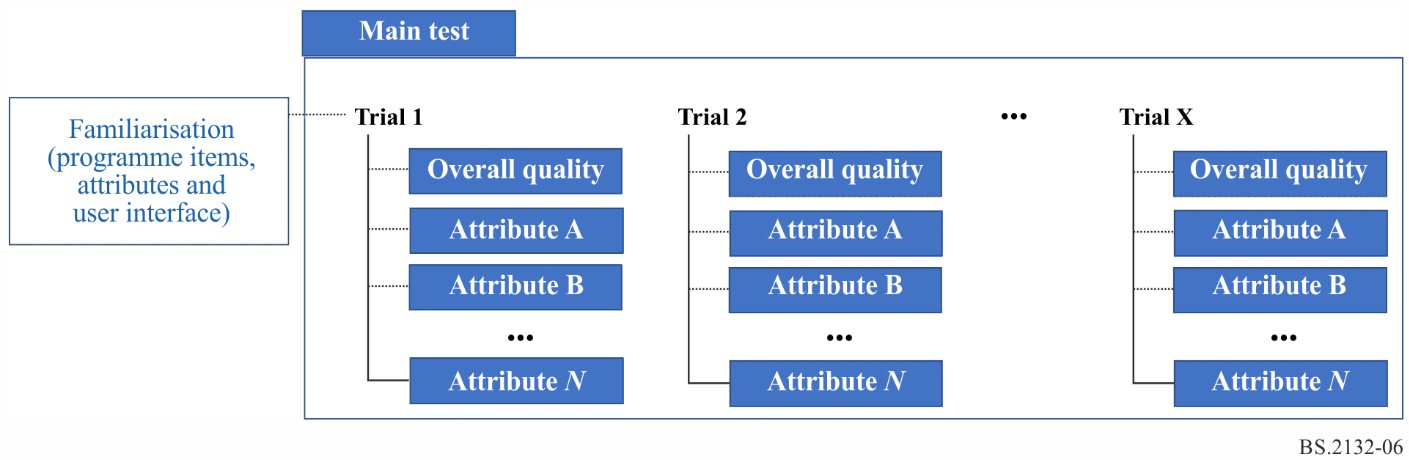 Main test
Familiarisation
(programme items,
attributes and
user interface)
Trial 1
Overall quality
Attribute A
Attribute B
•••
Attribute N
Trial 2
Overall quality
Attribute A
Attribute B
•••
Attribute N
•••
Trial X
Overall quality
Attribute A
Attribute B
•••
Attribute N
BS.2132-06